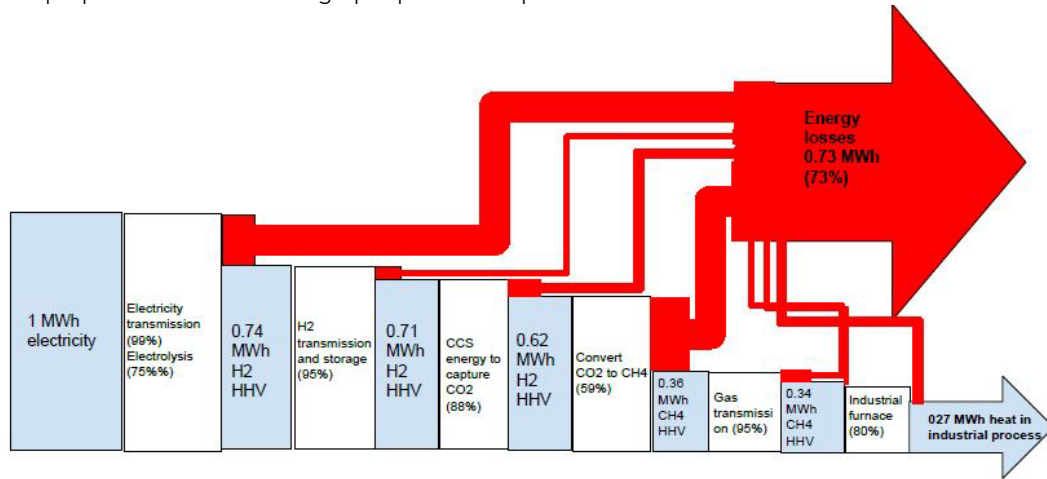 1 MWh
electricity
Electricity
transmission
(99%)
Electrolysis
(75%%)
0.74
MWh
H2
HHV
H2
transmission
and storage
(95%)
0.71
MWh
H2
HHV
CCS
energy to
capture
CO2
(88%)
0.62
MWh
H2
HHV
Convert
CO2 to CH4
(59%)
0.36
MWh
CH4
HHV
Gas
transmissi
on (95%)
0.34
MWh
CH4
HHV
Industrial
furnace
(80%)
027 MWh heat in
industrial process
Energy
losses
0.73 MWh
(73%)